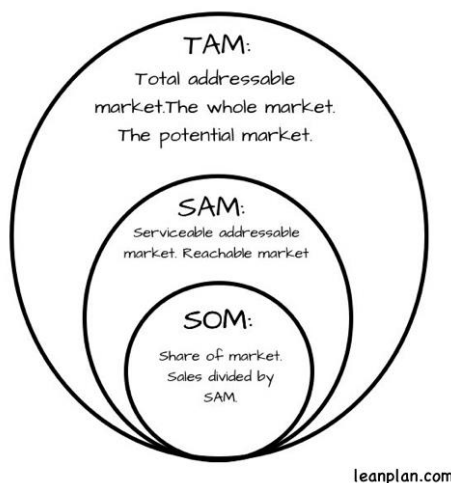 TAM:
Total addressable
market.The whole market.
The potential market.
SAM:
Serviceable addressable
market. Reachable market
SOM:
Share of market.
Sales divided by
SAM.
leanplan.com